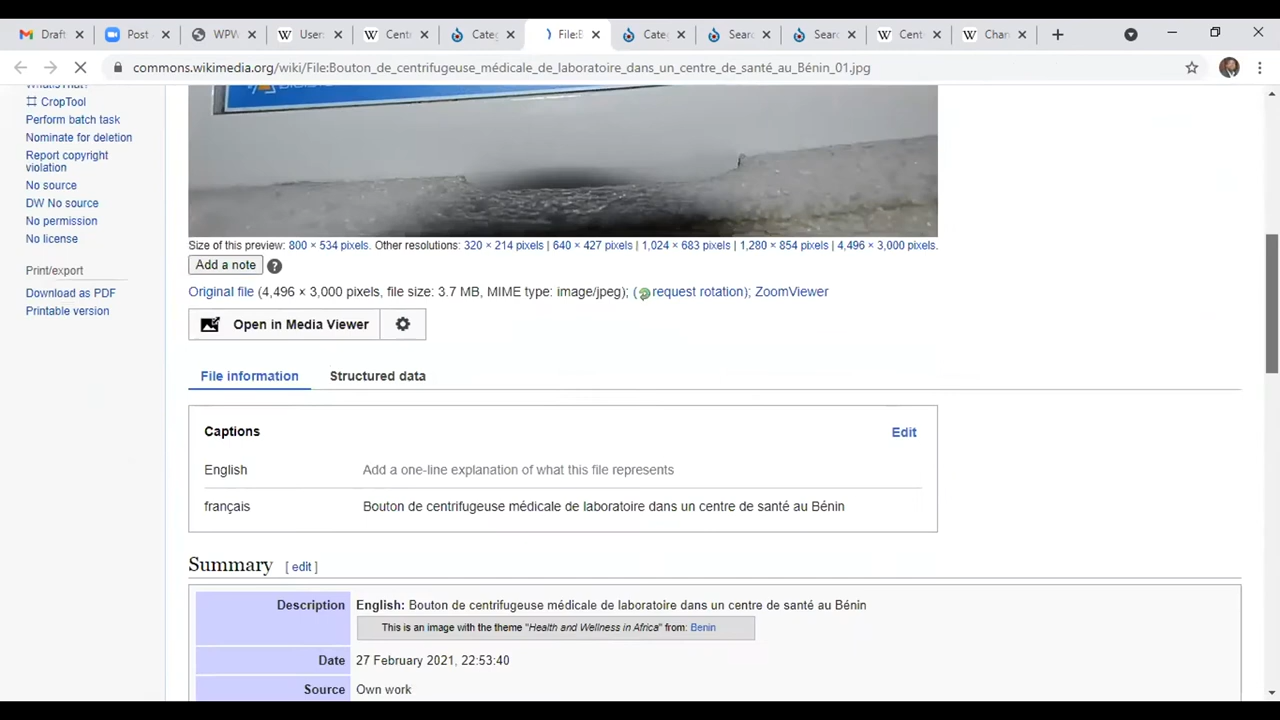 Draft Post WPW User: Centr Categ File:B Categ Searc Searc Cent Chan
commons.wikimedia.org/wiki/File:Bouton_de_centrifugeuse_médicale_de_laboratoire_dans_un_centre_de_santé_au_Bénin_01.jpg
What'sThat?
CropTool
Perform batch task
Nominate for deletion
Report copyright
violation
No source
DW No source
No permission
No license
Print/export
Download as PDF
Printable version
Size of this preview: 800 × 534 pixels. Other resolutions: 320 × 214 pixels | 640 × 427 pixels | 1,024 × 683 pixels | 1,280 × 854 pixels | 4,496 × 3,000 pixels.
Add a note ?
Original file (4,496 × 3,000 pixels, file size: 3.7 MB, MIME type: image/jpeg); (request rotation); ZoomViewer
Open in Media Viewer
File information Structured data
Captions Edit
English Add a one-line explanation of what this file represents
français Bouton de centrifugeuse médicale de laboratoire dans un centre de santé au Bénin
Summary [ edit ]
Description English: Bouton de centrifugeuse médicale de laboratoire dans un centre de santé au Bénin
This is an image with the theme "Health and Wellness in Africa" from: Benin
Date 27 February 2021, 22:53:40
Source Own work